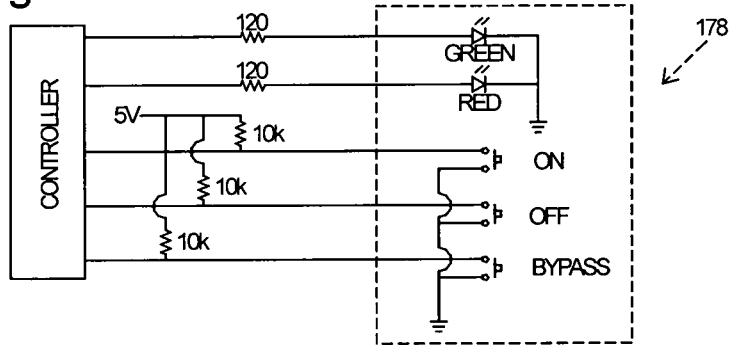 120
GREEN
178
120
RED
5V
10k
CONTROLLER
ON
10k
OFF
10k
BYPASS